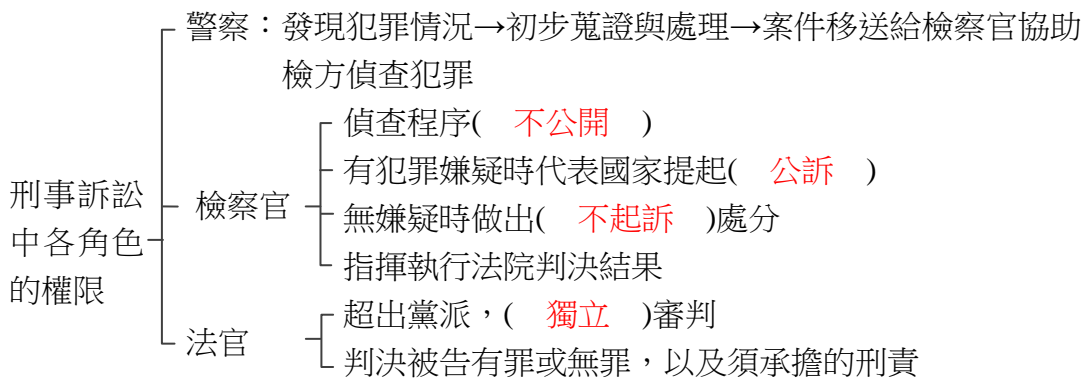 刑事訴訟
中各角色
的權限
警察：發現犯罪情況→初步蒐證與處理→案件移送給檢察官協助
檢方偵查犯罪
檢察官
偵查程序( 不公開 )
有犯罪嫌疑時代表國家提起( 公訴 )
無嫌疑時做出( 不起訴 )處分
指揮執行法院判決結果
法官
超出黨派，( 獨立 )審判
判決被告有罪或無罪，以及須承擔的刑責